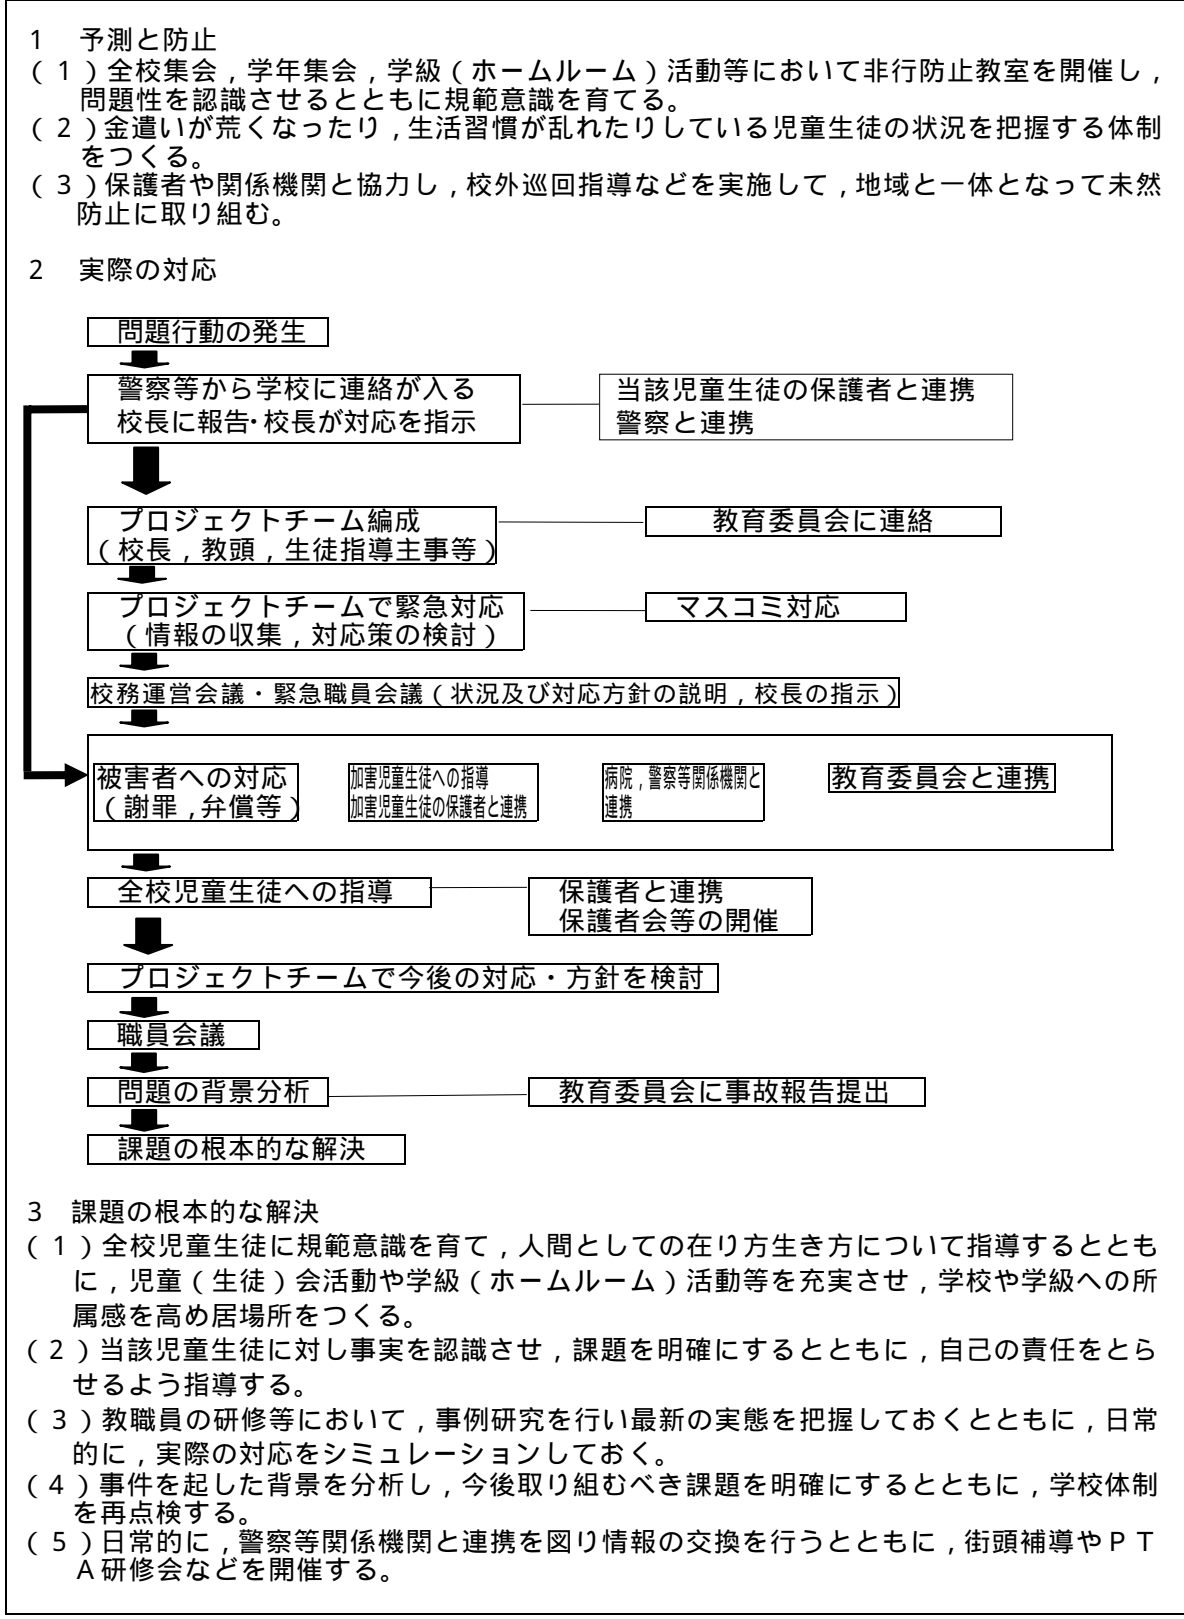 1　予測と防止
(1)全校集会,学年集会,学級(ホームルーム)活動等において非行防止教室を開催し,
問題性を認識させるとともに規範意識を育てる。
(2)金遣いが荒くなったり,生活習慣が乱れたりしている児童生徒の状況を把握する体制
をつくる。
(3)保護者や関係機関と協力し,校外巡回指導などを実施して,地域と一体となって未然
防止に取り組む。
2　実際の対応
問題行動の発生
警察等から学校に連絡が入る
校長に報告・校長が対応を指示
当該児童生徒の保護者と連携
警察と連携
プロジェクトチーム編成
(校長,教頭,生徒指導主事等)
教育委員会に連絡
プロジェクトチームで緊急対応
(情報の収集,対応策の検討)
マスコミ対応
校務運営会議・緊急職員会議(状況及び対応方針の説明,校長の指示)
被害者への対応
(謝罪,弁償等)
加害児童生徒への指導
加害児童生徒の保護者と連携
病院,警察等関係機関と
連携
教育委員会と連携
全校児童生徒への指導
保護者と連携
保護者会等の開催
プロジェクトチームで今後の対応・方針を検討
職員会議
問題の背景分析
教育委員会に事故報告提出
課題の根本的な解決
3　課題の根本的な解決
(1)全校児童生徒に規範意識を育て,人間としての在り方生き方について指導するととも
に,児童(生徒)会活動や学級(ホームルーム)活動等を充実させ,学校や学級への所
属感を高め居場所をつくる。
(2)当該児童生徒に対し事実を認識させ,課題を明確にするとともに,自己の責任をとら
せるよう指導する。
(3)教職員の研修等において,事例研究を行い最新の実態を把握しておくとともに,日常
的に,実際の対応をシミュレーションしておく。
(4)事件を起した背景を分析し,今後取り組むべき課題を明確にするとともに,学校体制
を再点検する。
(5)日常的に,警察等関係機関と連携を図り情報の交換を行うとともに,街頭補導やPT
A研修会などを開催する。